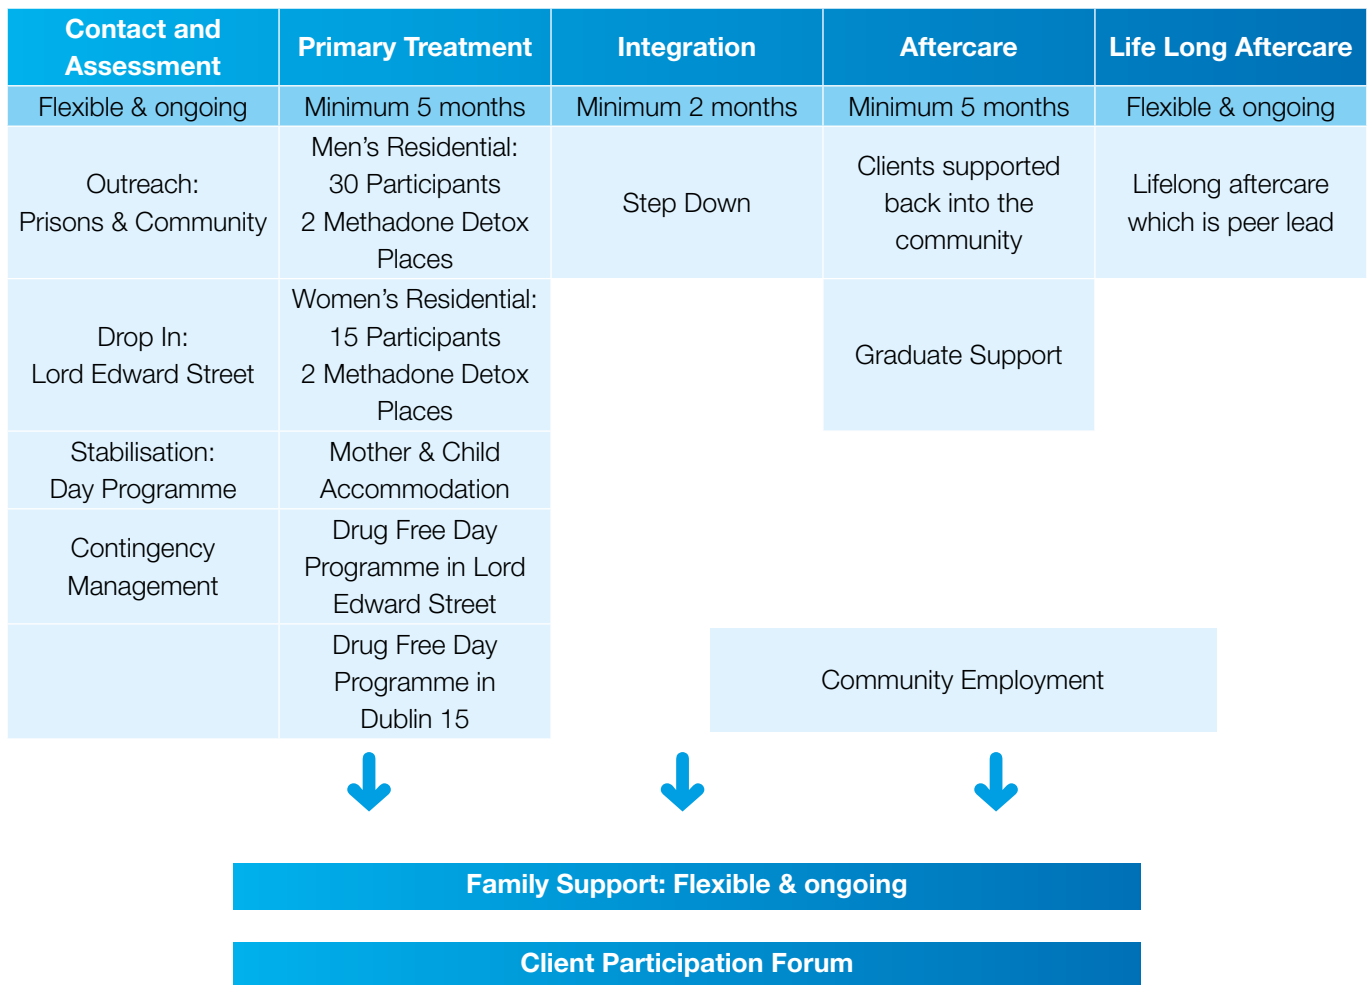 Contact and
Assessment
Primary Treatment
Integration
Aftercare
Life Long Aftercare
Flexible & ongoing
Minimum 5 months
Minimum 2 months
Minimum 5 months
Flexible & ongoing
Outreach:
Prisons & Community
Men’s Residential:
30 Participants
2 Methadone Detox
Places
Step Down
Clients supported
back into the
community
Lifelong aftercare
which is peer lead
Drop In:
Lord Edward Street
Women’s Residential:
15 Participants
2 Methadone Detox
Places
Graduate Support
Stabilisation:
Day Programme
Mother & Child
Accommodation
Contingency
Management
Drug Free Day
Programme in Lord
Edward Street
Drug Free Day
Programme in
Dublin 15
Community Employment
Family Support: Flexible & ongoing
Client Participation Forum